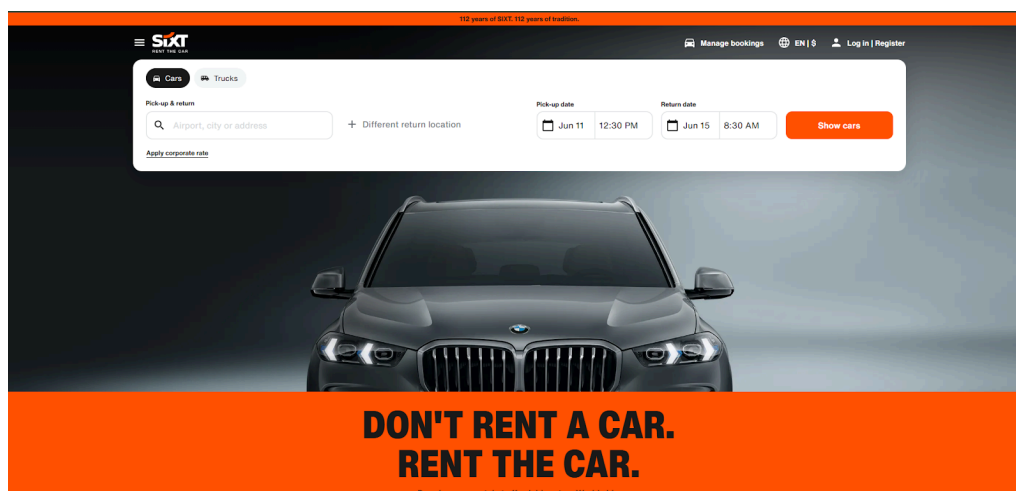 112 years of SIXT. 112 years of tradition.
SIXT
RENT THE CAR
Manage bookings
EN | $
Log in | Register
Cars
Trucks
Pick-up & return
Pick-up date
Return date
Airport, city or address
+ Different return location
Jun 11
12:30 PM
Jun 15
8:30 AM
Show cars
Apply corporate rate
DON'T RENT A CAR.
RENT THE CAR.